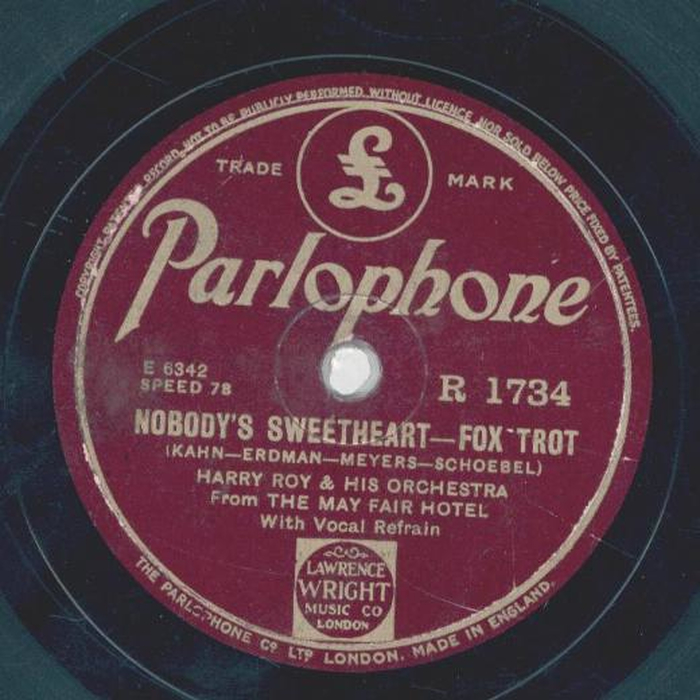 COPYRIGHT RECORD. NOT TO BE PUBLICLY PERFORMED WITHOUT LICENCE NOR SOLD BELOW PRICE FIXED BY PATENTEES.
TRADE £ MARK
Parlophone
E 6342
SPEED 78
R 1734
NOBODY'S SWEETHEART—FOX-TROT
(KAHN—ERDMAN—MEYERS—SCHOEBEL)
HARRY ROY & HIS ORCHESTRA
From THE MAY FAIR HOTEL
With Vocal Refrain
LAWRENCE
WRIGHT
MUSIC CO
LONDON
THE PARLOPHONE CO LTD LONDON. MADE IN ENGLAND.